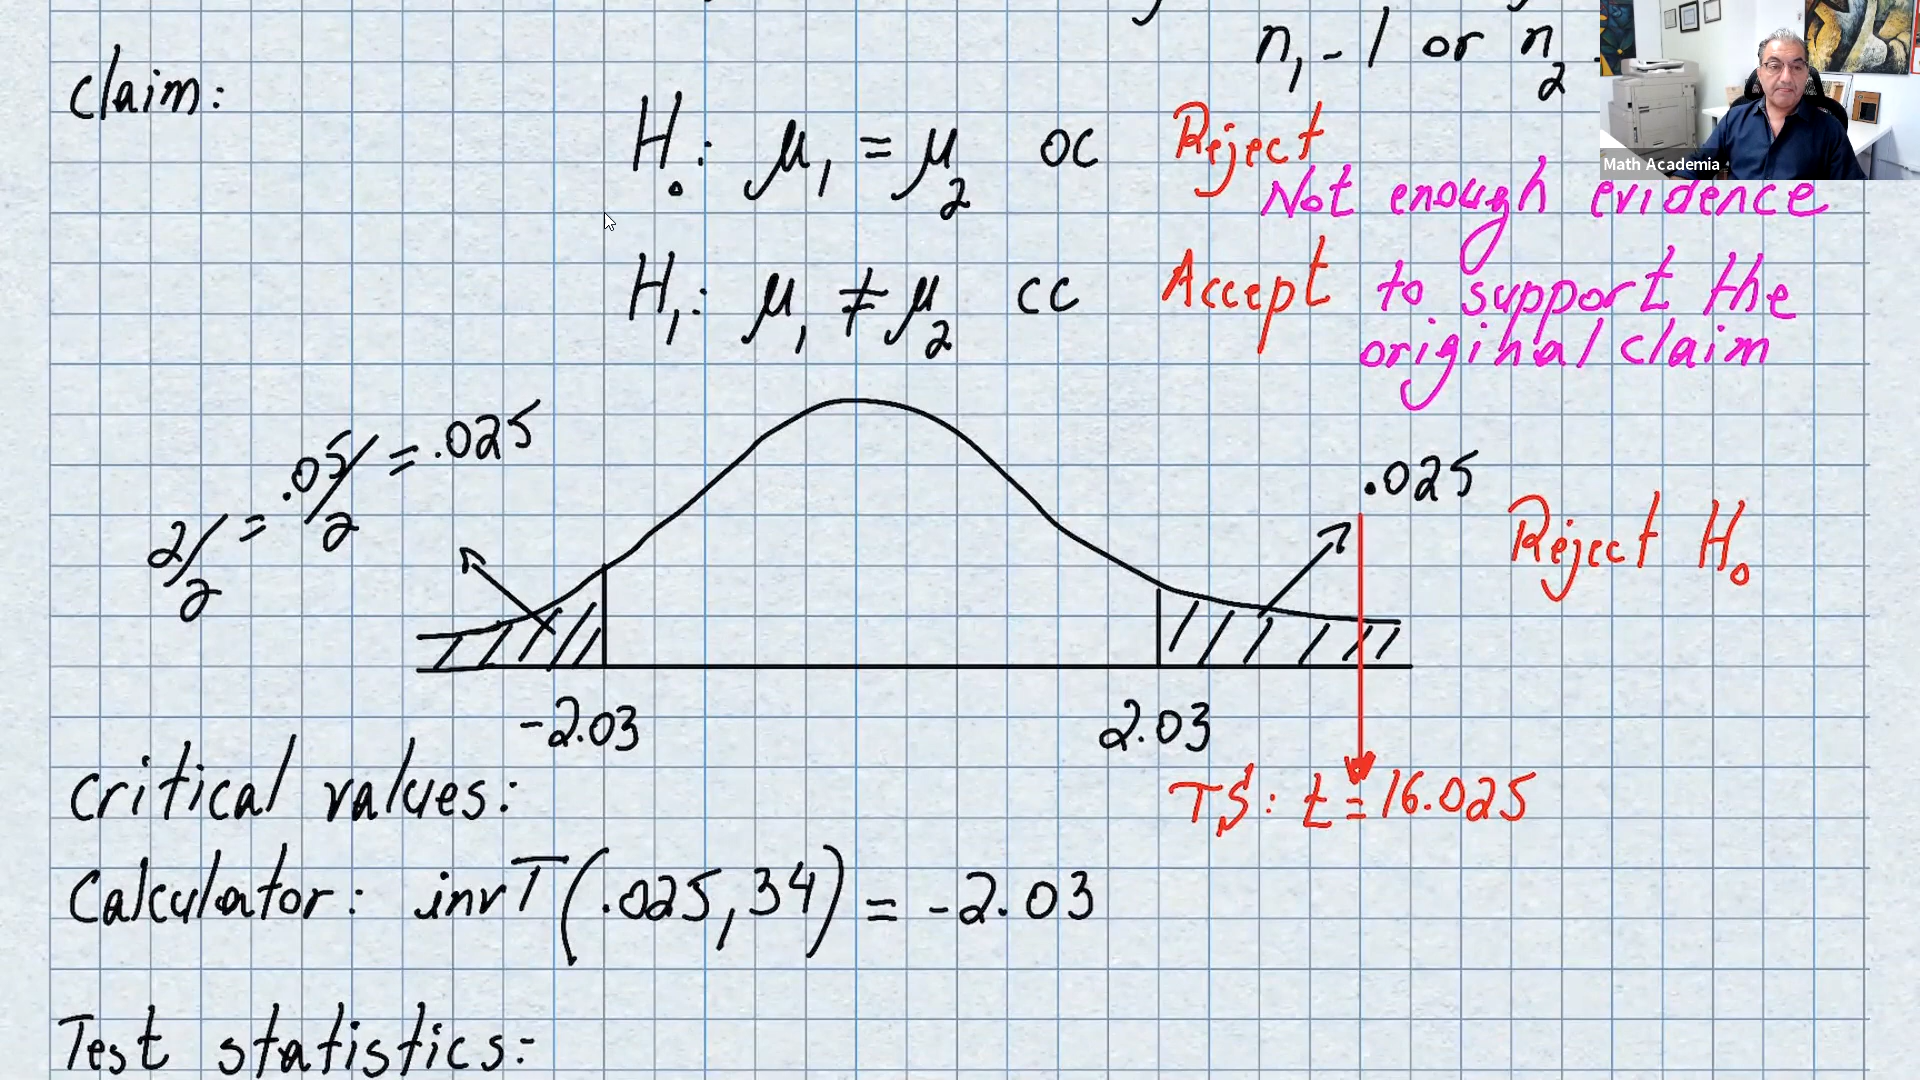 n₁ - 1 or n₂
Math Academia
Claim:
H₀: μ₁ = μ₂ OC Reject
Not enough evidence
H₁: μ₁ ≠ μ₂ CC Accept to support the
original claim
2/2 = .05/2 = .025
.025
Reject H₀
-2.03
2.03
Critical values:
TS: t = 16.025
Calculator: invT(.025, 34) = -2.03
Test statistics: